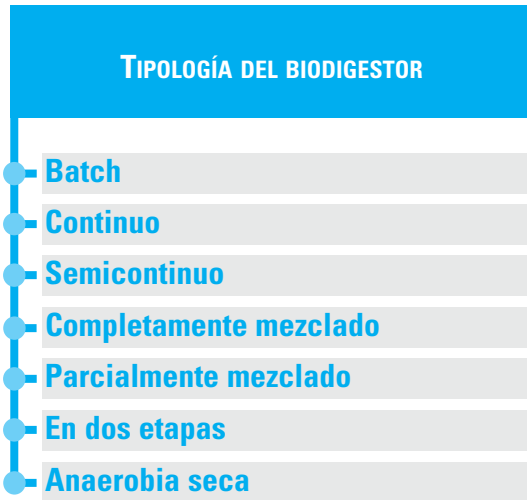 TIPOLOGÍA DEL BIODIGESTOR
Batch
Continuo
Semicontinuo
Completamente mezclado
Parcialmente mezclado
En dos etapas
Anaerobia seca